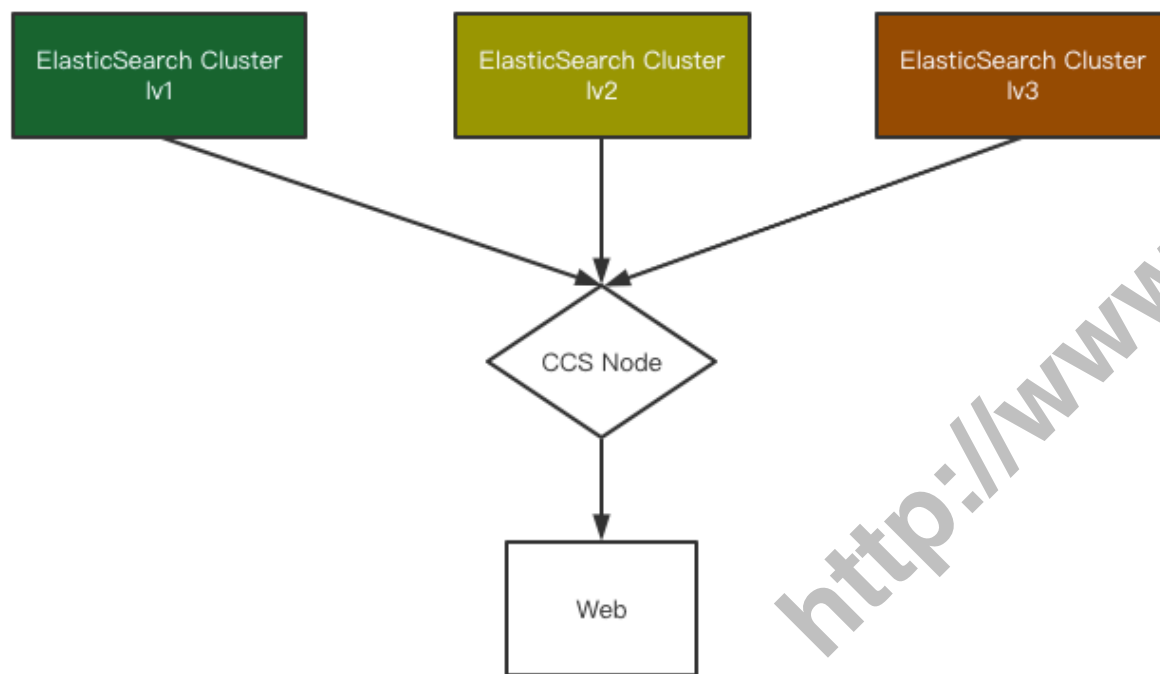 ElasticSearch Cluster
lv1
ElasticSearch Cluster
lv2
ElasticSearch Cluster
lv3
CCS Node
Web
http://www